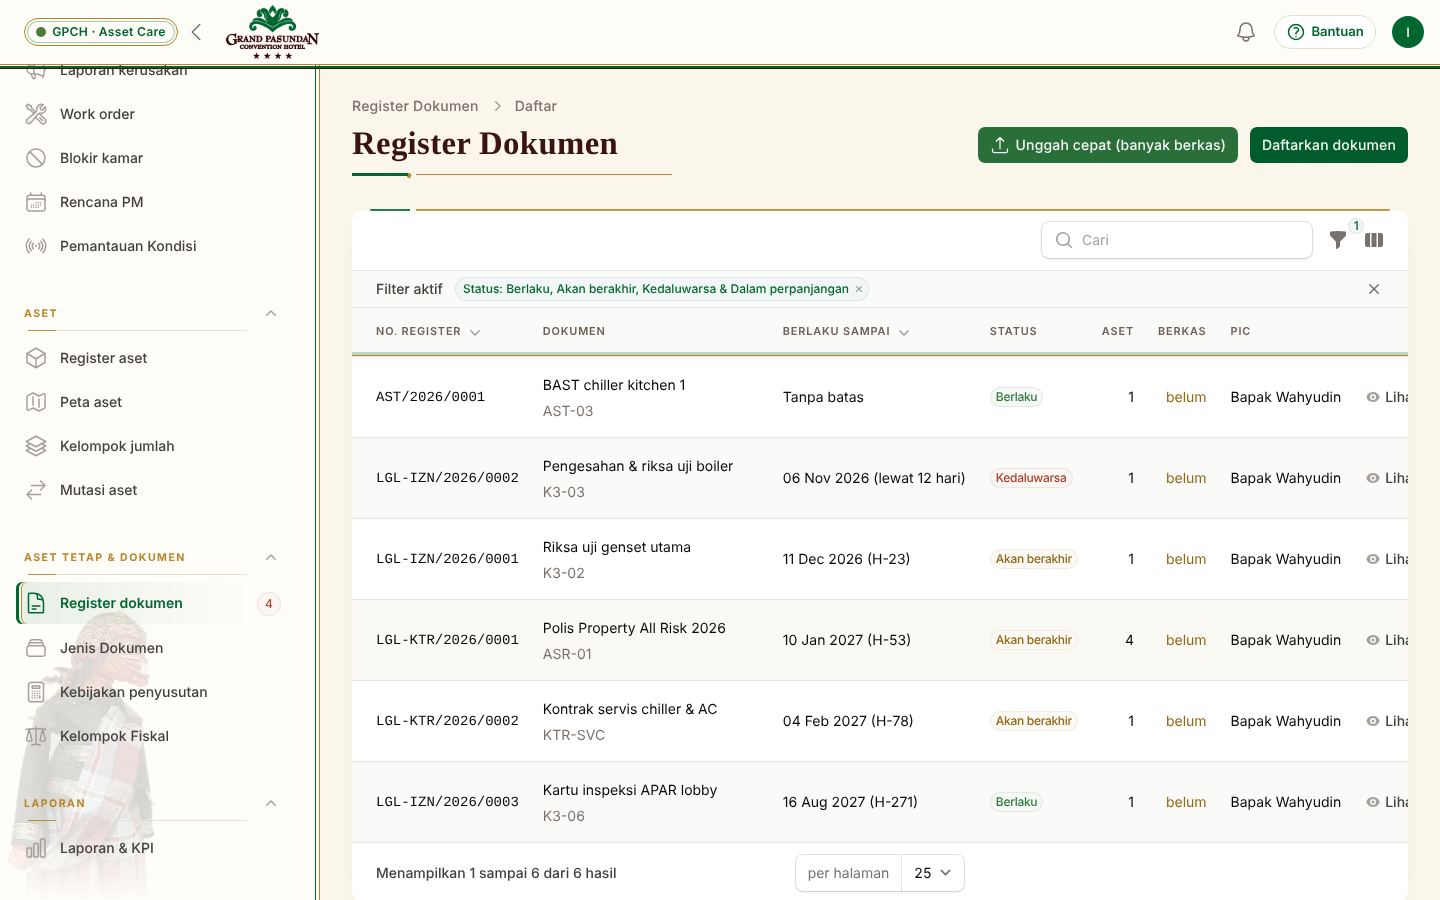 GPCH · Asset Care
GRAND PASUNDAN
CONVENTION HOTEL
Bantuan
I
Laporan kerusakan
Work order
Blokir kamar
Rencana PM
Pemantauan Kondisi
ASET
Register aset
Peta aset
Kelompok jumlah
Mutasi aset
ASET TETAP & DOKUMEN
Register dokumen 4
Jenis Dokumen
Kebijakan penyusutan
Kelompok Fiskal
LAPORAN
Laporan & KPI
Register Dokumen > Daftar
Register Dokumen
Unggah cepat (banyak berkas)
Daftarkan dokumen
Cari
1
Filter aktif Status: Berlaku, Akan berakhir, Kedaluwarsa & Dalam perpanjangan ×
NO. REGISTER DOKUMEN BERLAKU SAMPAI STATUS ASET BERKAS PIC
AST/2026/0001 BAST chiller kitchen 1 Tanpa batas Berlaku 1 belum Bapak Wahyudin Liha
AST-03
LGL-IZN/2026/0002 Pengesahan & riksa uji boiler 06 Nov 2026 (lewat 12 hari) Kedaluwarsa 1 belum Bapak Wahyudin Liha
K3-03
LGL-IZN/2026/0001 Riksa uji genset utama 11 Dec 2026 (H-23) Akan berakhir 1 belum Bapak Wahyudin Liha
K3-02
LGL-KTR/2026/0001 Polis Property All Risk 2026 10 Jan 2027 (H-53) Akan berakhir 4 belum Bapak Wahyudin Liha
ASR-01
LGL-KTR/2026/0002 Kontrak servis chiller & AC 04 Feb 2027 (H-78) Akan berakhir 1 belum Bapak Wahyudin Liha
KTR-SVC
LGL-IZN/2026/0003 Kartu inspeksi APAR lobby 16 Aug 2027 (H-271) Berlaku 1 belum Bapak Wahyudin Liha
K3-06
Menampilkan 1 sampai 6 dari 6 hasil
per halaman 25